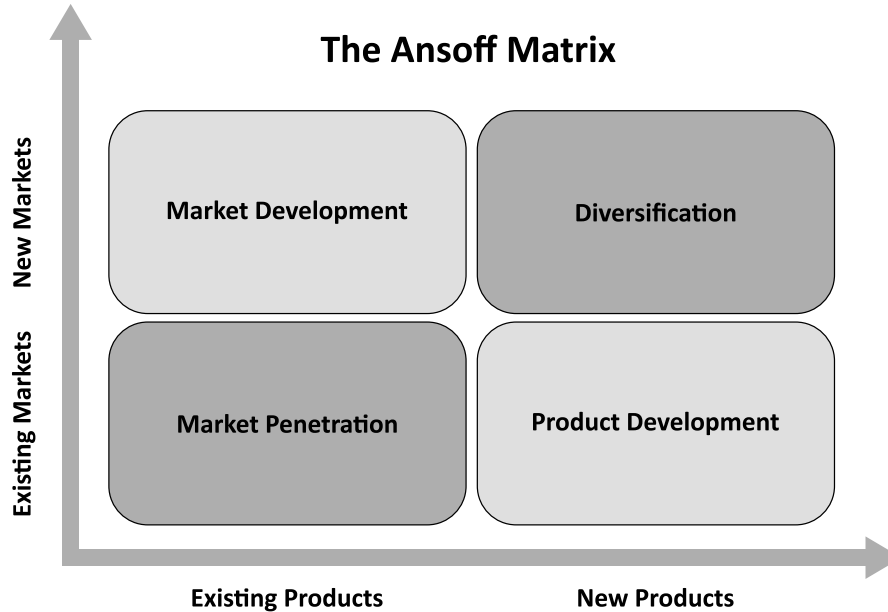 The Ansoff Matrix
New Markets
Market Development
Diversification
Existing Markets
Market Penetration
Product Development
Existing Products
New Products